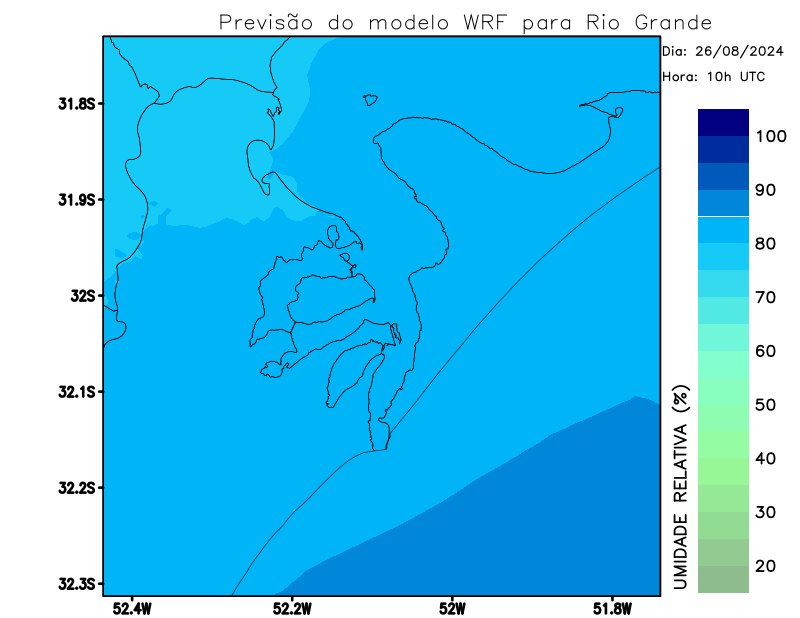 Previsão do modelo WRF para Rio Grande
Dia: 26/08/2024
Hora: 10h UTC
31.8S
31.9S
32S
32.1S
32.2S
32.3S
52.4W
52.2W
52W
51.8W
UMIDADE RELATIVA (%)
100
90
80
70
60
50
40
30
20